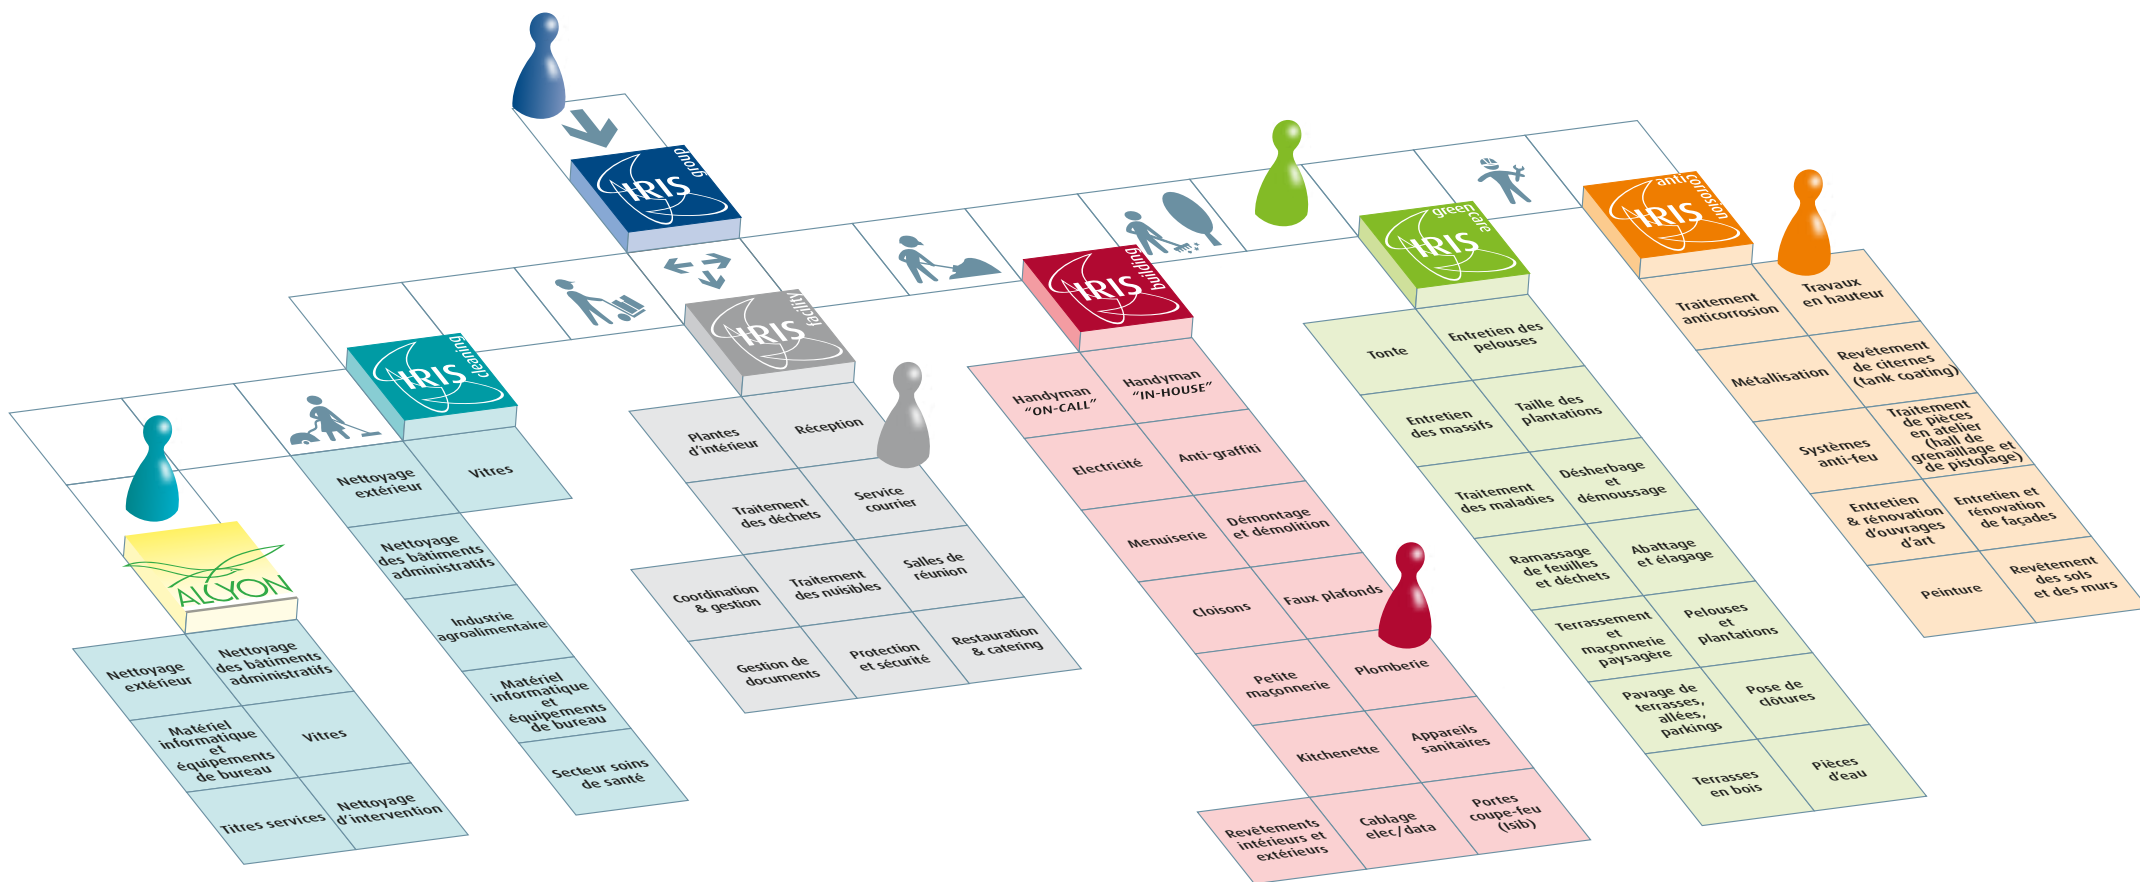 IRIS
group
IRIS
cleaning
Nettoyage
extérieur
Vitres
Nettoyage
des bâtiments
administratifs
Industrie
agroalimentaire
Matériel
informatique
et
équipements
de bureau
Secteur soins
de santé
ALCYON
Nettoyage
extérieur
Nettoyage
des bâtiments
administratifs
Matériel
informatique
et
équipements
de bureau
Vitres
Titres services
Nettoyage
d'intervention
IRIS
facility
Plantes
d'intérieur
Réception
Traitement
des déchets
Service
courrier
Coordination
& gestion
Traitement
des nuisibles
Salles de
réunion
Gestion de
documents
Protection
et sécurité
Restauration
& catering
IRIS
building
Handyman
"ON-CALL"
Handyman
"IN-HOUSE"
Electricité
Anti-graffiti
Menuiserie
Démontage
et démolition
Cloisons
Faux plafonds
Petite
maçonnerie
Plomberie
Kitchenette
Appareils
sanitaires
Revêtements
intérieurs et
extérieurs
Cablage
elec/data
Portes
coupe-feu
(Isib)
IRIS
green
care
Tonte
Entretien des
pelouses
Entretien
des massifs
Taille des
plantations
Traitement
des maladies
Désherbage
et
démoussage
Ramassage
de feuilles
et déchets
Abattage
et élagage
Terrassement
et
maçonnerie
paysagère
Pelouses
et
plantations
Pavage de
terrasses,
allées,
parkings
Pose de
clôtures
Terrasses
en bois
Pièces
d'eau
IRIS
anticorrosion
Traitement
anticorrosion
Travaux
en hauteur
Métallisation
Revêtement
de citernes
(tank coating)
Systèmes
anti-feu
Traitement
de pièces
en atelier
(hall de
grenaillage et
de pistolage)
Entretien
& rénovation
d'ouvrages
d'art
Entretien et
rénovation
de façades
Peinture
Revêtement
des sols
et des murs